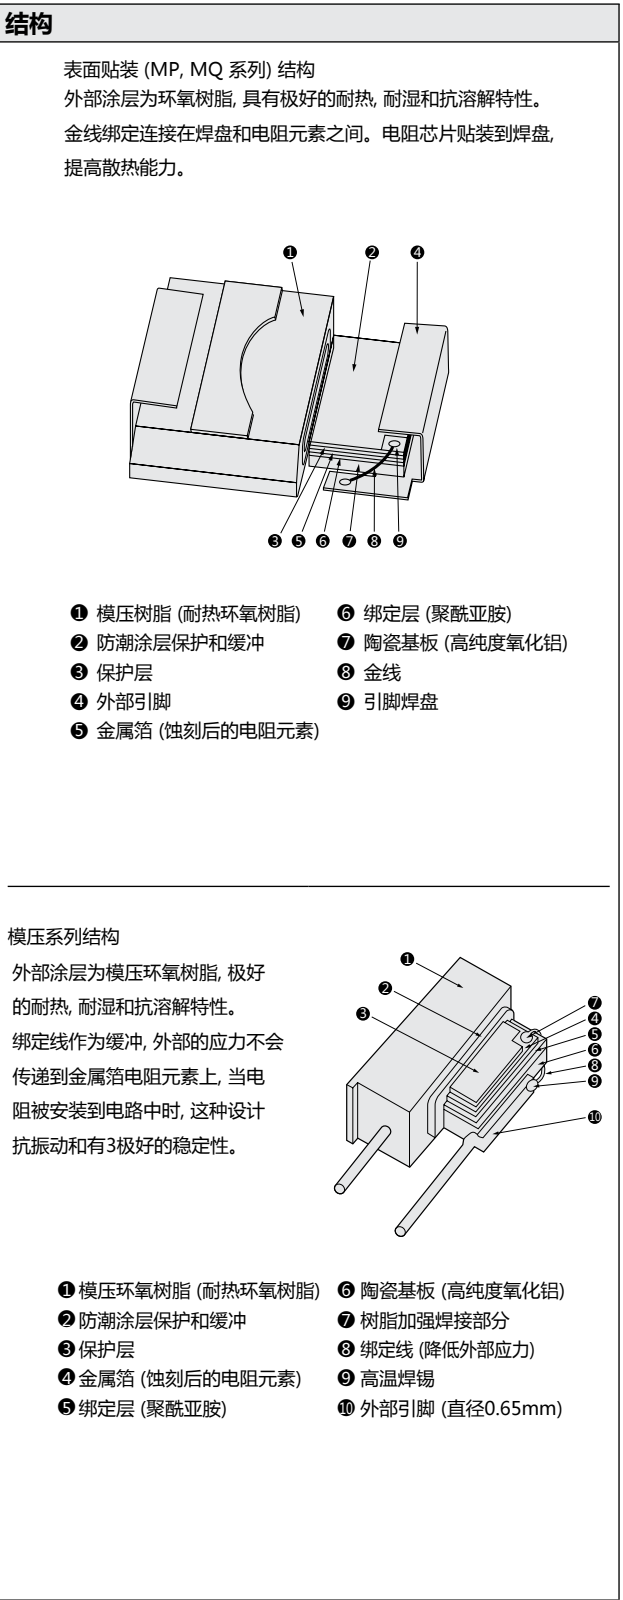 结构
表面贴装 (MP, MQ 系列) 结构
外部涂层为环氧树脂, 具有极好的耐热, 耐湿和抗溶解特性。
金线绑定连接在焊盘和电阻元素之间。电阻芯片贴装到焊盘,
提高散热能力。
❶ ❷ ❹
❸ ❺ ❻ ❼ ❽ ❾
❶ 模压树脂 (耐热环氧树脂)
❷ 防潮涂层保护和缓冲
❸ 保护层
❹ 外部引脚
❺ 金属箔 (蚀刻后的电阻元素)
❻ 绑定层 (聚酰亚胺)
❼ 陶瓷基板 (高纯度氧化铝)
❽ 金线
❾ 引脚焊盘
模压系列结构
外部涂层为模压环氧树脂, 极好
的耐热, 耐湿和抗溶解特性。
绑定线作为缓冲, 外部的应力不会
传递到金属箔电阻元素上, 当电
阻被安装到电路中时, 这种设计
抗振动和有3极好的稳定性。
❶
❷
❸
❼
❹
❺
❻
❽
❾
❿
❶模压环氧树脂 (耐热环氧树脂)
❷防潮涂层保护和缓冲
❸保护层
❹金属箔 (蚀刻后的电阻元素)
❺绑定层 (聚酰亚胺)
❻ 陶瓷基板 (高纯度氧化铝)
❼ 树脂加强焊接部分
❽ 绑定线 (降低外部应力)
❾ 高温焊锡
❿ 外部引脚 (直径0.65mm)